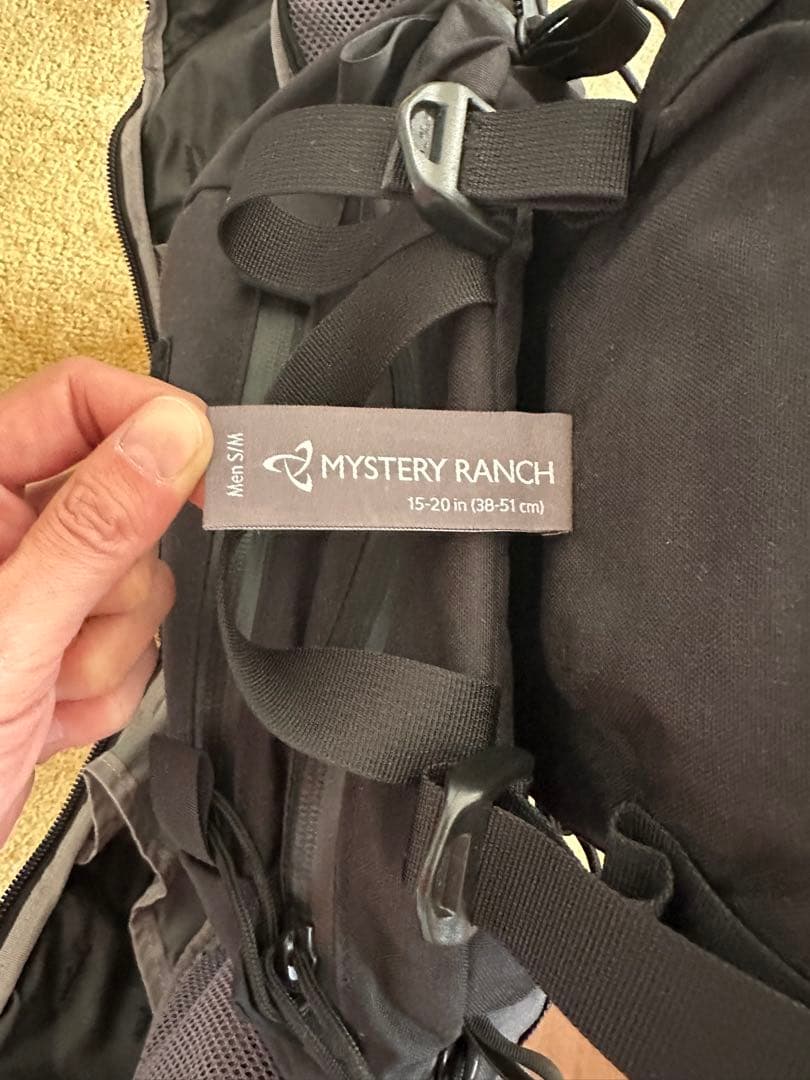 Men S/M
MYSTERY RANCH
15-20 in (38-51 cm)